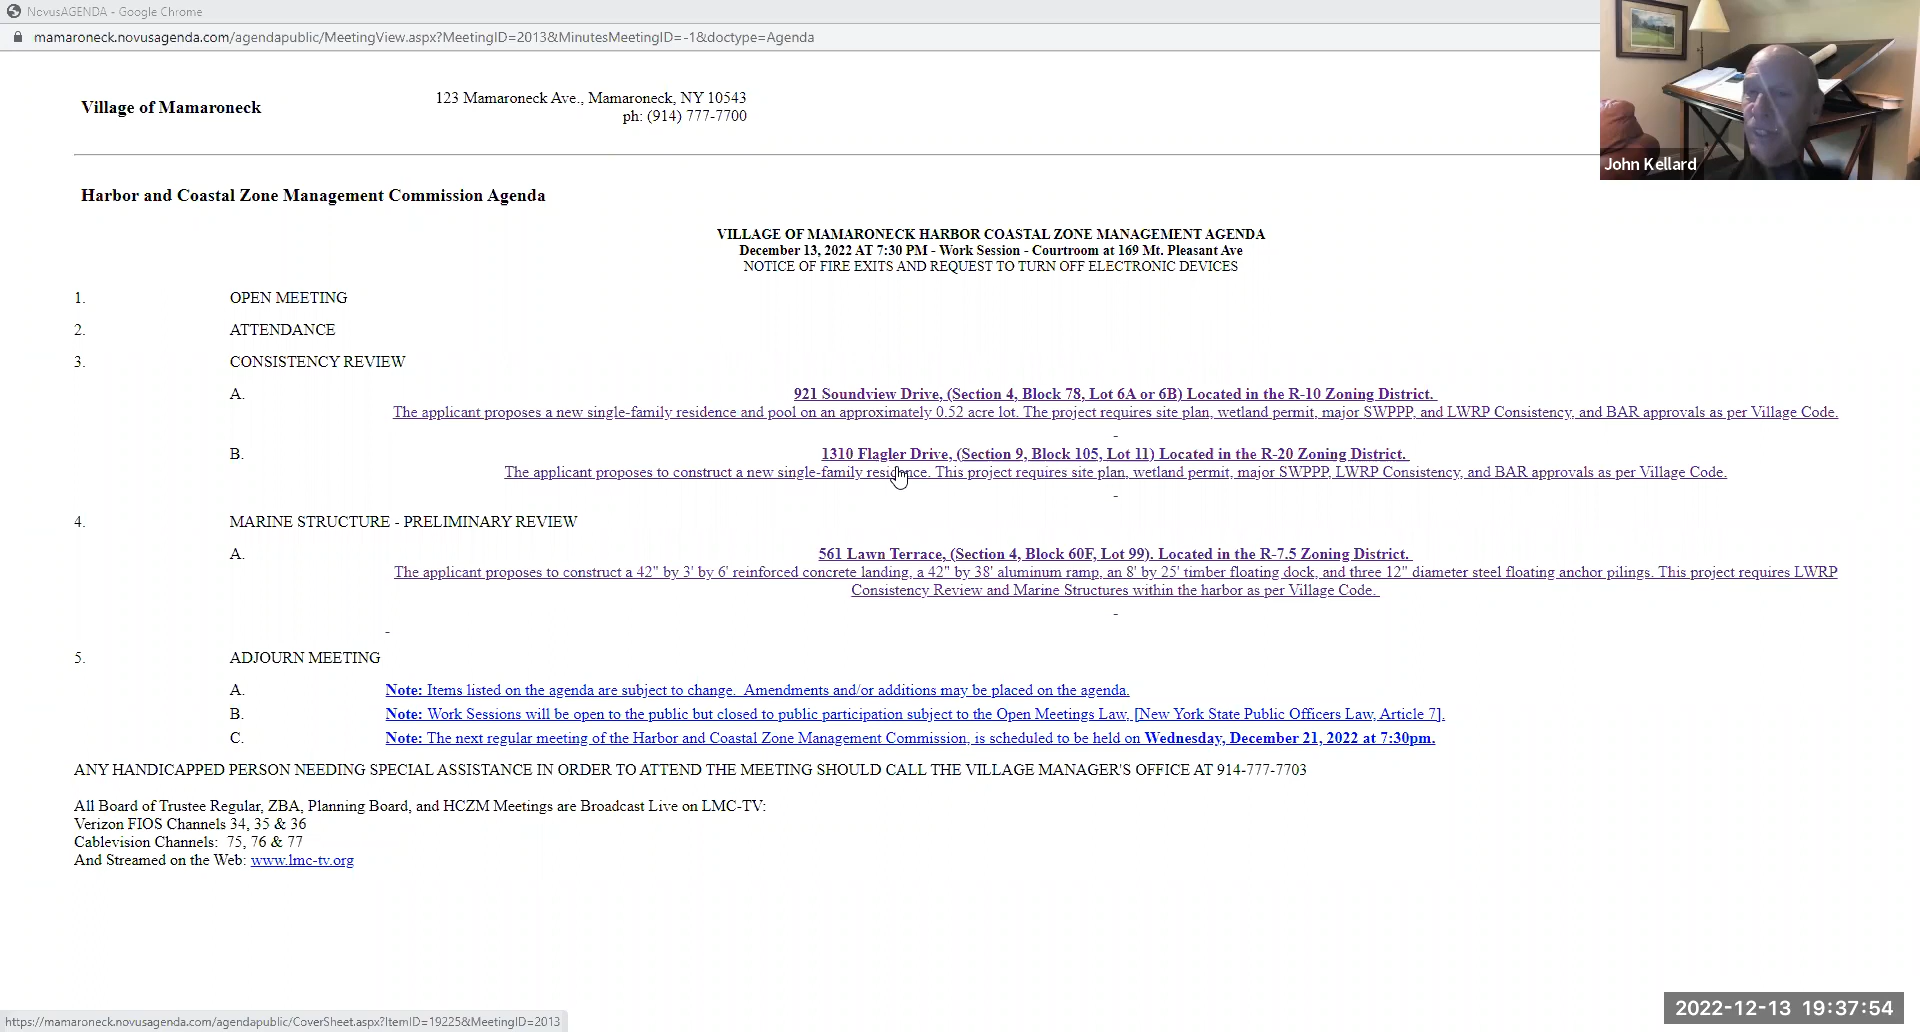 NovusAGENDA - Google Chrome
mamaroneck.novusagenda.com/agendapublic/MeetingView.aspx?MeetingID=2013&MinutesMeetingID=-1&doctype=Agenda
Village of Mamaroneck
123 Mamaroneck Ave., Mamaroneck, NY 10543
ph: (914) 777-7700
John Kellard
Harbor and Coastal Zone Management Commission Agenda
VILLAGE OF MAMARONECK HARBOR COASTAL ZONE MANAGEMENT AGENDA
December 13, 2022 AT 7:30 PM - Work Session - Courtroom at 169 Mt. Pleasant Ave
NOTICE OF FIRE EXITS AND REQUEST TO TURN OFF ELECTRONIC DEVICES
1. OPEN MEETING
2. ATTENDANCE
3. CONSISTENCY REVIEW
A. 921 Soundview Drive, (Section 4, Block 78, Lot 6A or 6B) Located in the R-10 Zoning District.
The applicant proposes a new single-family residence and pool on an approximately 0.52 acre lot. The project requires site plan, wetland permit, major SWPPP, and LWRP Consistency, and BAR approvals as per Village Code.
B. 1310 Flagler Drive, (Section 9, Block 105, Lot 11) Located in the R-20 Zoning District.
The applicant proposes to construct a new single-family residence. This project requires site plan, wetland permit, major SWPPP, LWRP Consistency, and BAR approvals as per Village Code.
4. MARINE STRUCTURE - PRELIMINARY REVIEW
A. 561 Lawn Terrace, (Section 4, Block 60F, Lot 99). Located in the R-7.5 Zoning District.
The applicant proposes to construct a 42" by 3' by 6' reinforced concrete landing, a 42" by 38' aluminum ramp, an 8' by 25' timber floating dock, and three 12" diameter steel floating anchor pilings. This project requires LWRP
Consistency Review and Marine Structures within the harbor as per Village Code.
5. ADJOURN MEETING
A. Note: Items listed on the agenda are subject to change. Amendments and/or additions may be placed on the agenda.
B. Note: Work Sessions will be open to the public but closed to public participation subject to the Open Meetings Law, [New York State Public Officers Law, Article 7].
C. Note: The next regular meeting of the Harbor and Coastal Zone Management Commission, is scheduled to be held on Wednesday, December 21, 2022 at 7:30pm.
ANY HANDICAPPED PERSON NEEDING SPECIAL ASSISTANCE IN ORDER TO ATTEND THE MEETING SHOULD CALL THE VILLAGE MANAGER'S OFFICE AT 914-777-7703
All Board of Trustee Regular, ZBA, Planning Board, and HCZM Meetings are Broadcast Live on LMC-TV:
Verizon FIOS Channels 34, 35 & 36
Cablevision Channels: 75, 76 & 77
And Streamed on the Web: www.lmc-tv.org
2022-12-13 19:37:54
https://mamaroneck.novusagenda.com/agendapublic/CoverSheet.aspx?ItemID=19225&MeetingID=2013